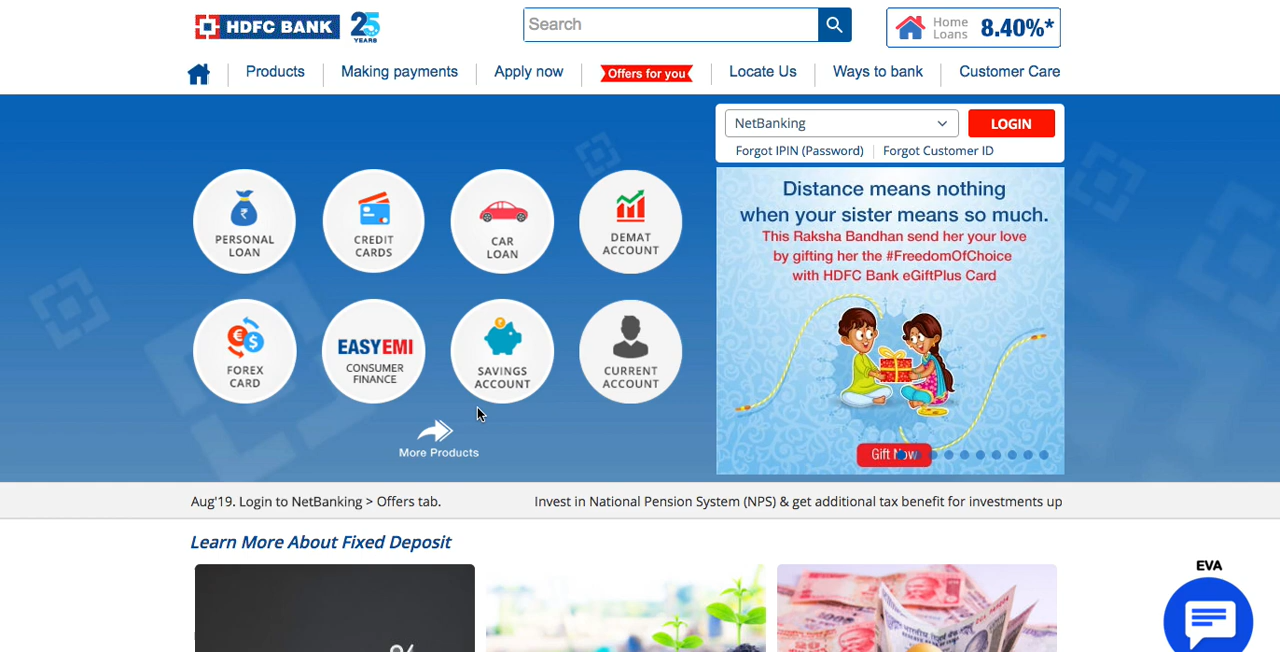 HDFC BANK 25 YEARS
Search
Home Loans 8.40%*
Products
Making payments
Apply now
Offers for you
Locate Us
Ways to bank
Customer Care
NetBanking
LOGIN
Forgot IPIN (Password)
Forgot Customer ID
PERSONAL
LOAN
CREDIT
CARDS
CAR
LOAN
DEMAT
ACCOUNT
FOREX
CARD
EASYEMI
CONSUMER
FINANCE
SAVINGS
ACCOUNT
CURRENT
ACCOUNT
More Products
Distance means nothing
when your sister means so much.
This Raksha Bandhan send her your love
by gifting her the #FreedomOfChoice
with HDFC Bank eGiftPlus Card
Gift Now
Aug'19. Login to NetBanking > Offers tab.
Invest in National Pension System (NPS) & get additional tax benefit for investments up
Learn More About Fixed Deposit
%
EVA